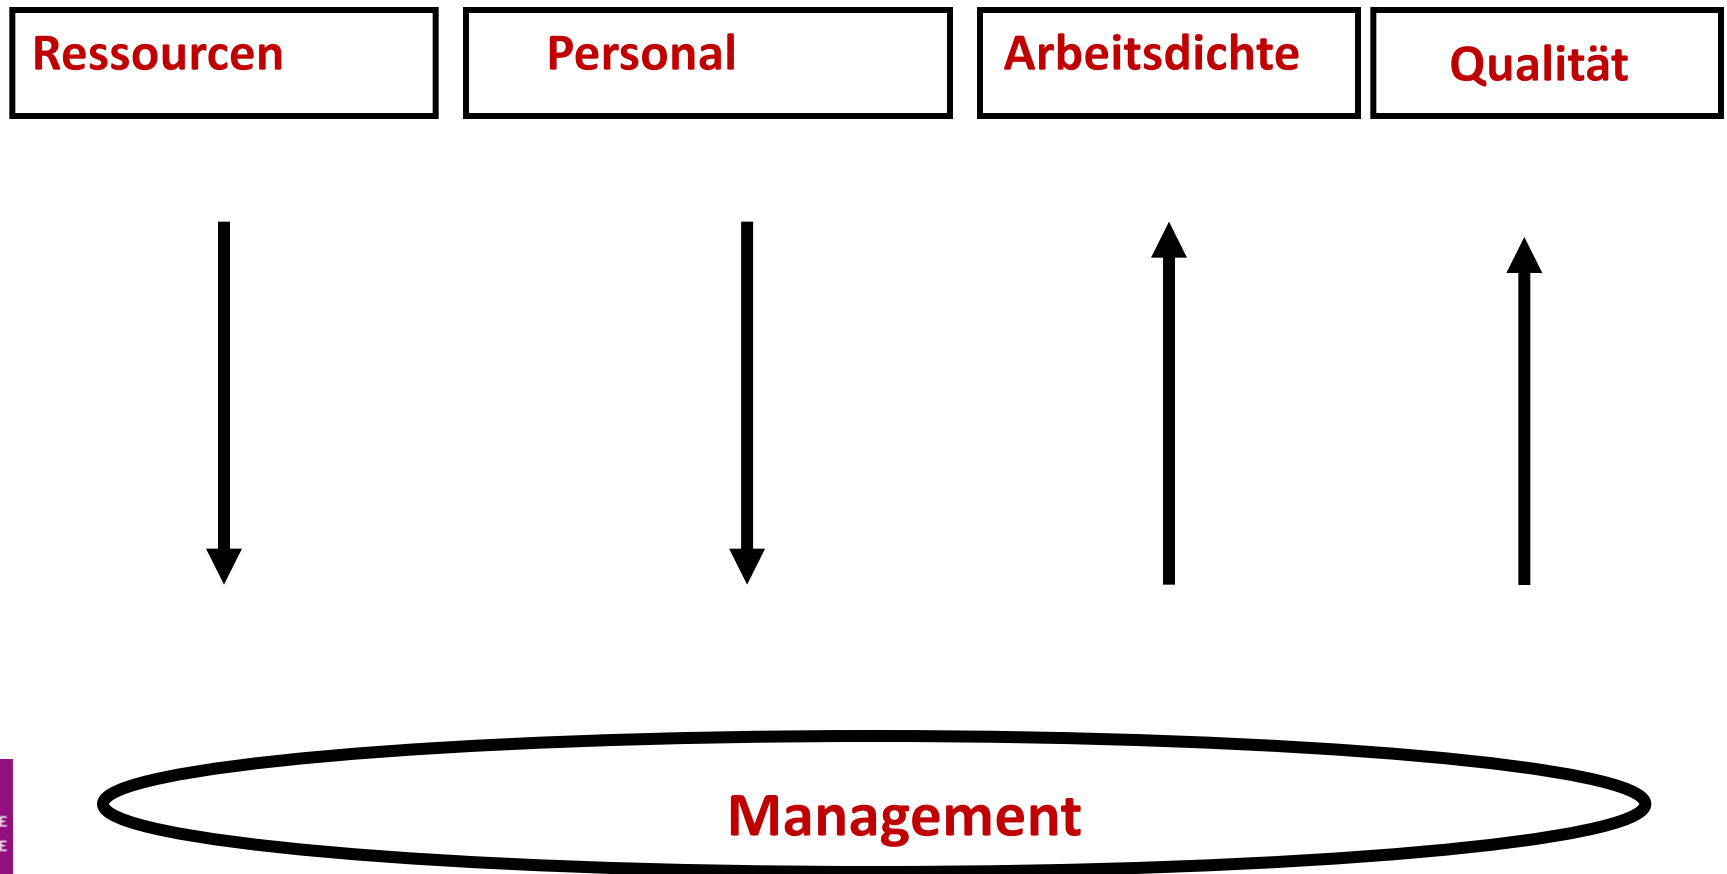 Ressourcen
Personal
Arbeitsdichte
Qualität
Management
E
E